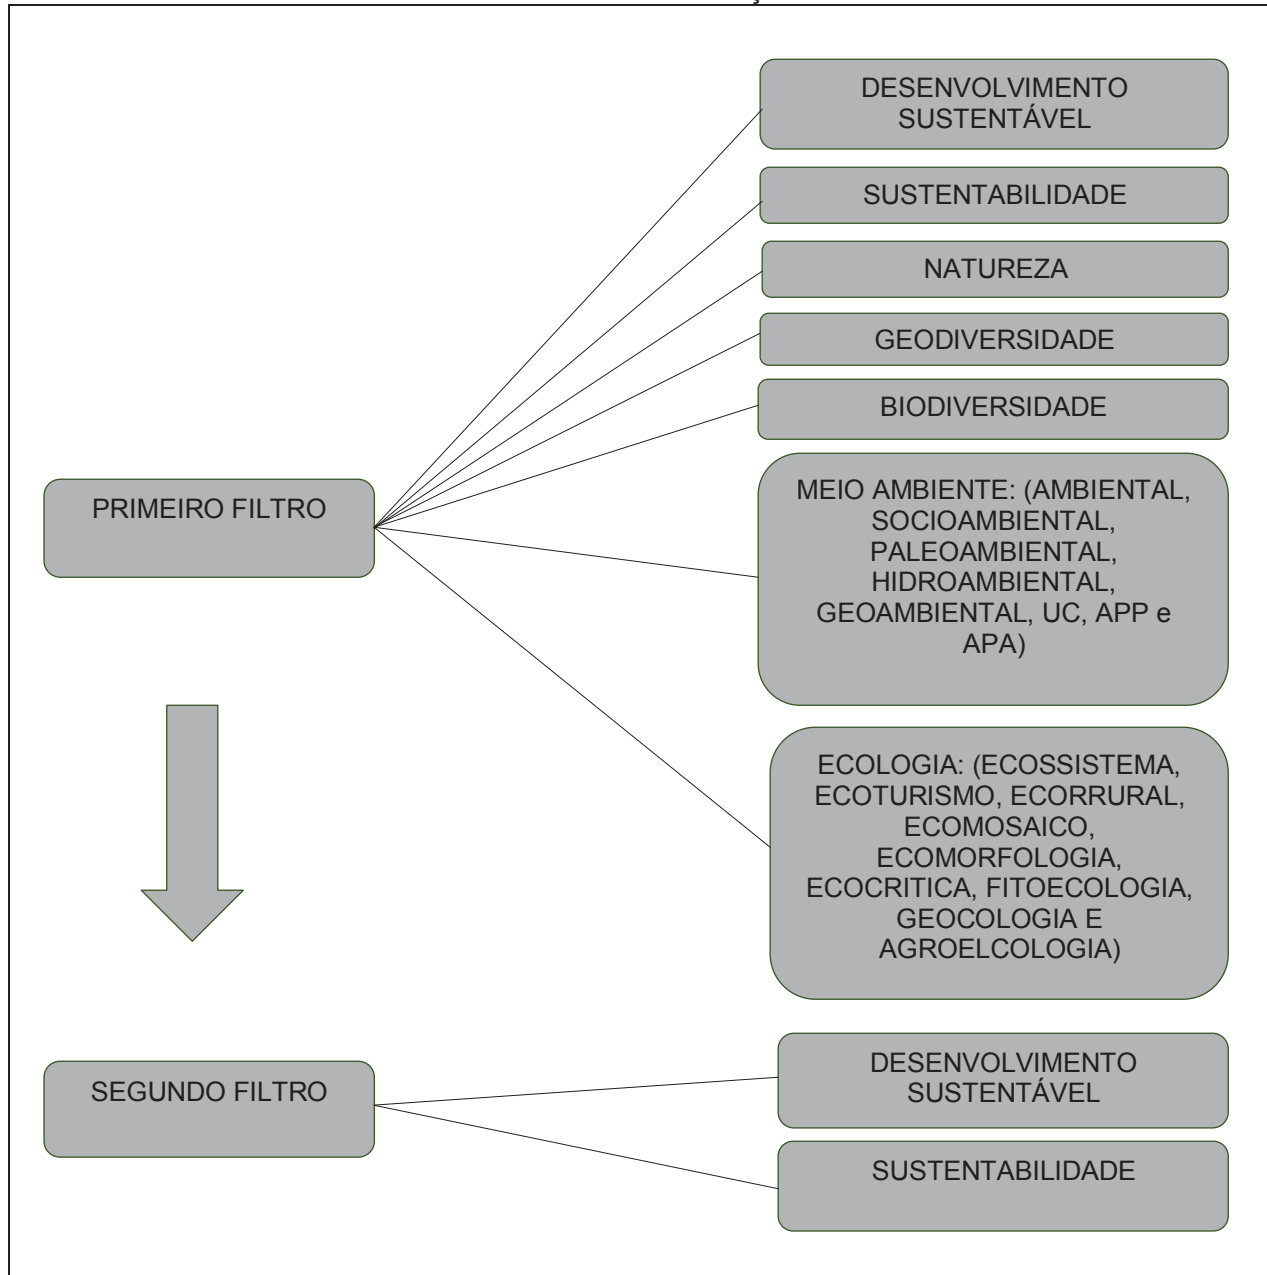 DESENVOLVIMENTO
SUSTENTÁVEL
SUSTENTABILIDADE
NATUREZA
GEODIVERSIDADE
BIODIVERSIDADE
PRIMEIRO FILTRO
MEIO AMBIENTE: (AMBIENTAL,
SOCIOAMBIENTAL,
PALEOAMBIENTAL,
HIDROAMBIENTAL,
GEOAMBIENTAL, UC, APP e
APA)
ECOLOGIA: (ECOSSISTEMA,
ECOTURISMO, ECORRURAL,
ECOMOSAICO,
ECOMORFOLOGIA,
ECOCRITICA, FITOECOLOGIA,
GEOCOLOGIA E
AGROELCOLOGIA)
SEGUNDO FILTRO
DESENVOLVIMENTO
SUSTENTÁVEL
SUSTENTABILIDADE